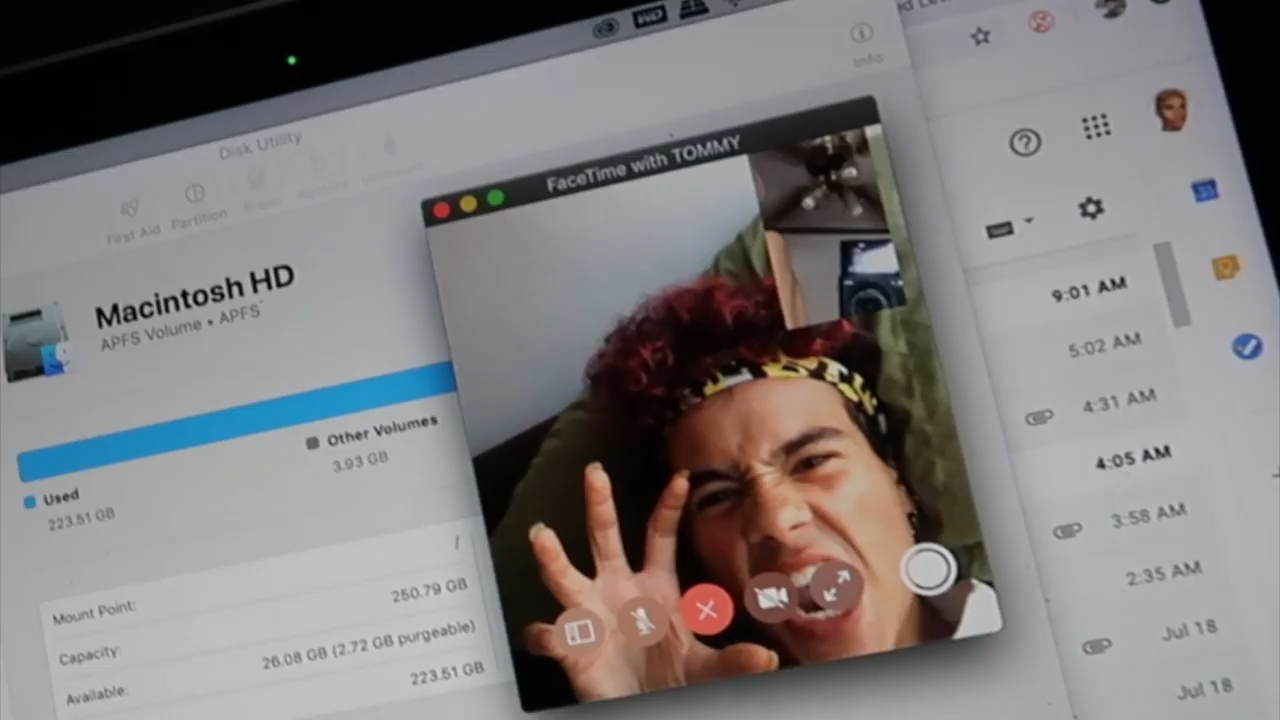 WD
Info
Disk Utility
First Aid Partition
FaceTime with TOMMY
Macintosh HD
APFS Volume • APFS
Other Volumes
3.93 GB
Used
223.51 GB
Mount Point:
/
Capacity:
250.79 GB
Available:
26.08 GB (2.72 GB purgeable)
223.51 GB
9:01 AM
5:02 AM
4:31 AM
4:05 AM
3:58 AM
2:35 AM
Jul 18
Jul 18
31